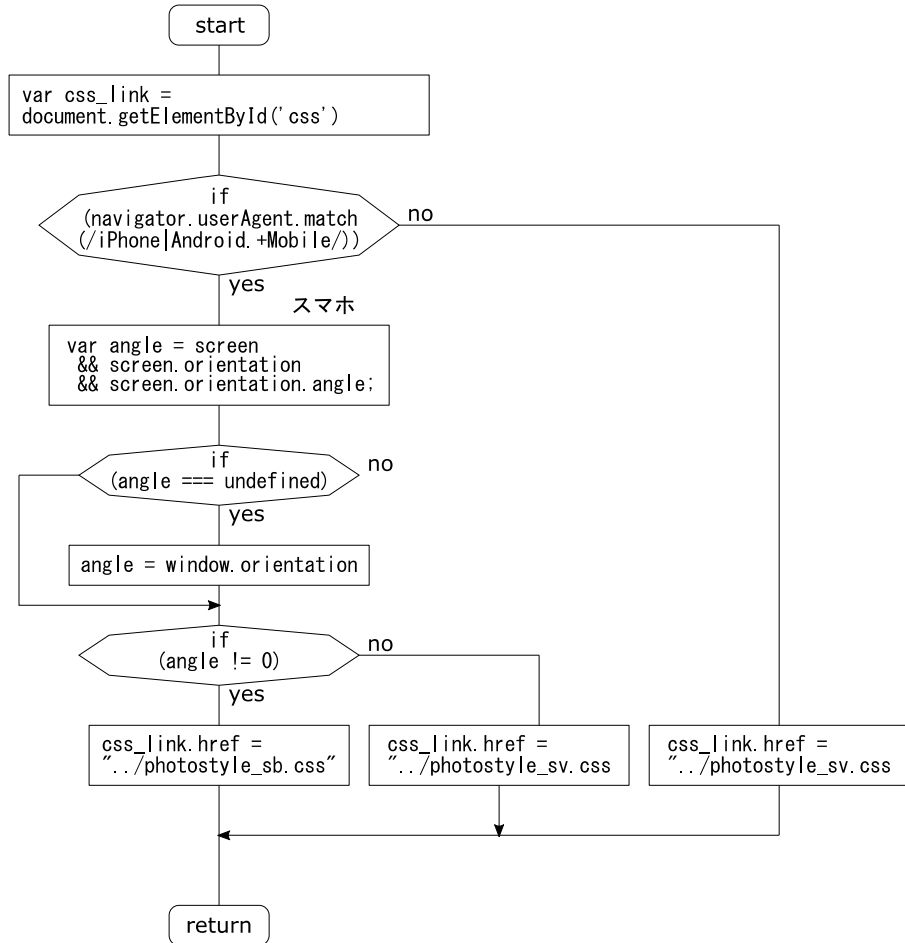 start
var css_link =
document.getElementById('css')
if
(navigator.userAgent.match
(/iPhone|Android.+Mobile/))
no
yes
スマホ
var angle = screen
&& screen.orientation
&& screen.orientation.angle;
if
(angle === undefined)
no
yes
angle = window.orientation
if
(angle != 0)
no
yes
css_link.href =
"../photostyle_sb.css"
css_link.href =
"../photostyle_sv.css
css_link.href =
"../photostyle_sv.css
return